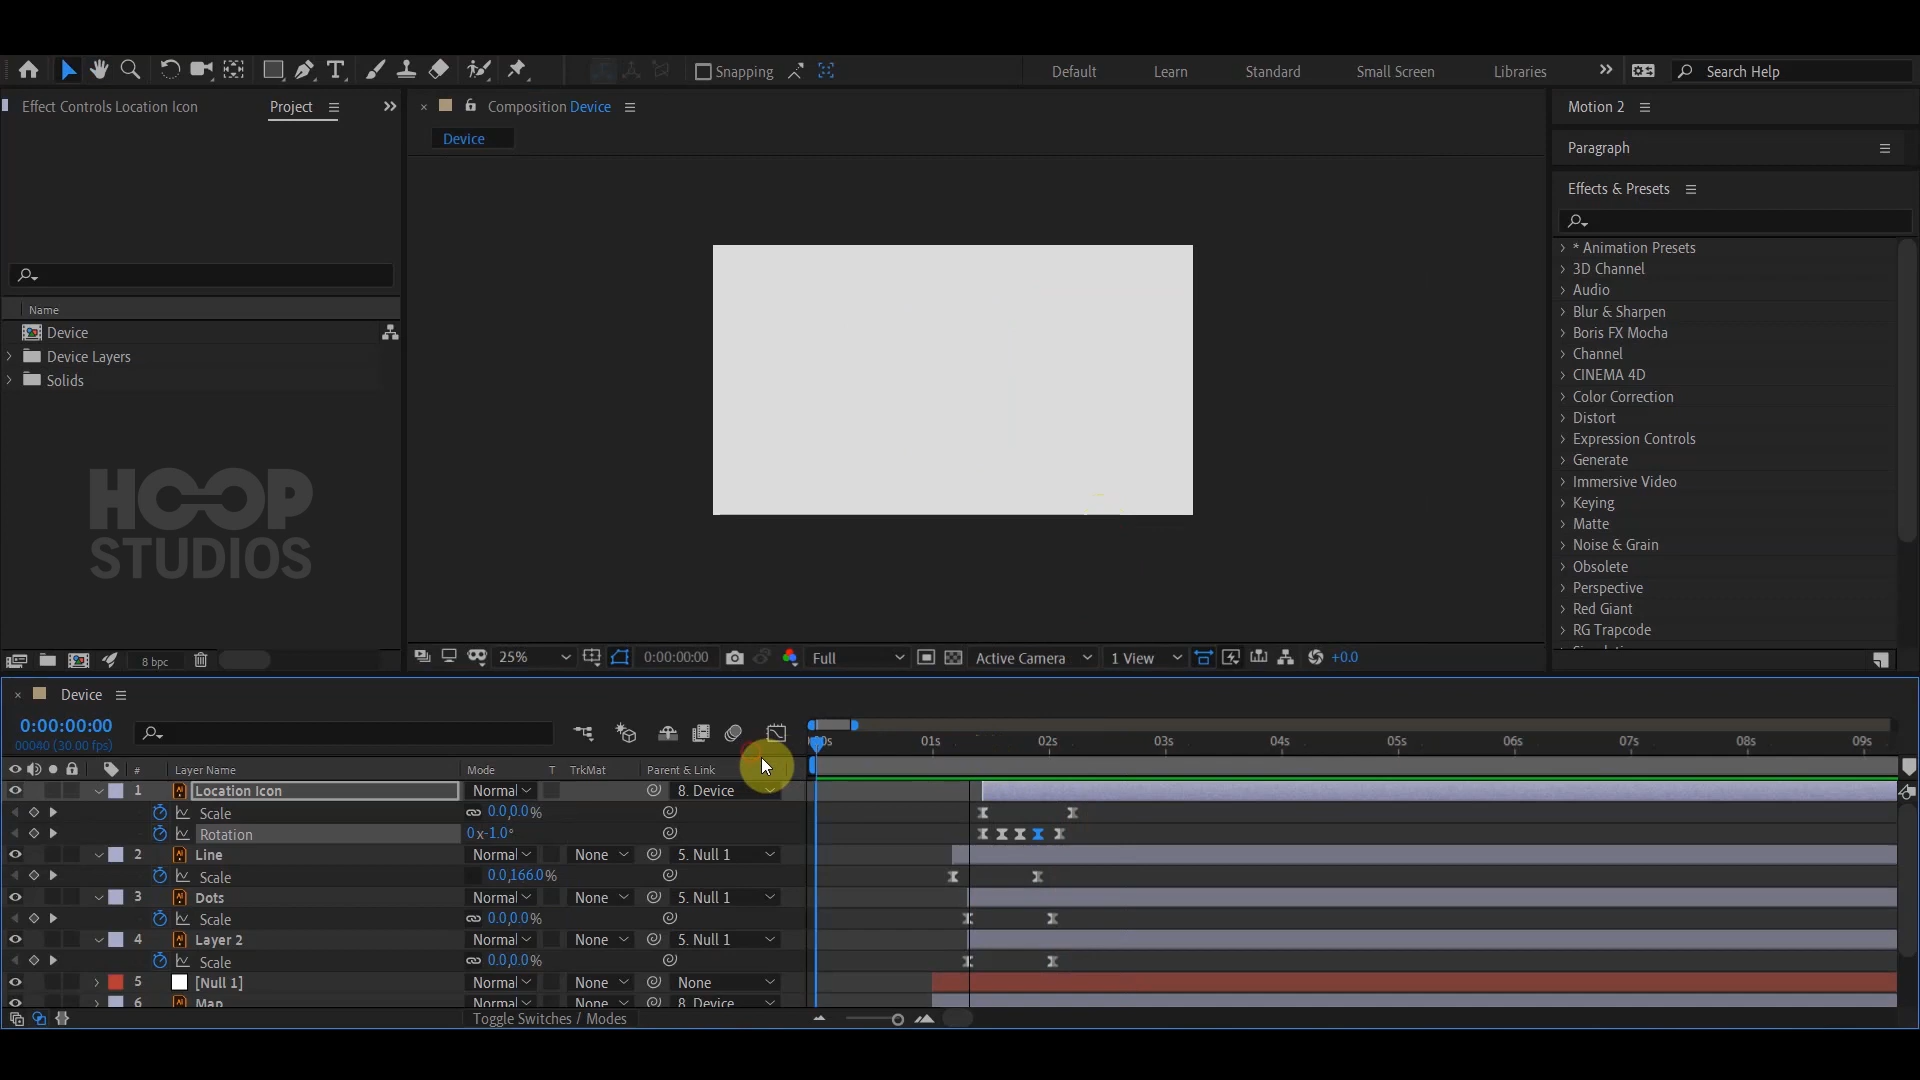 Snapping
Default
Learn
Standard
Small Screen
Libraries
Search Help
Effect Controls Location Icon
Project
Composition Device
Motion 2
Device
Paragraph
Effects & Presets
* Animation Presets
3D Channel
Audio
Blur & Sharpen
Boris FX Mocha
Channel
CINEMA 4D
Color Correction
Distort
Expression Controls
Generate
Immersive Video
Keying
Matte
Noise & Grain
Obsolete
Perspective
Red Giant
RG Trapcode
Name
Device
Device Layers
Solids
HOOP
STUDIOS
8 bpc
25%
0:00:00:00
Full
Active Camera
1 View
+0.0
Device
0:00:00:00
00040 (30.00 fps)
01s 02s 03s 04s 05s 06s 07s 08s 09s
# Layer Name Mode T TrkMat Parent & Link
1 Location Icon Normal 8. Device
Scale 0.0,0.0%
Rotation 0x-1.0°
2 Line Normal None 5. Null 1
Scale 0.0,166.0%
3 Dots Normal None 5. Null 1
Scale 0.0,0.0%
4 Layer 2 Normal None 5. Null 1
Scale 0.0,0.0%
5 [Null 1] Normal None None
6 Map Normal None 8. Device
Toggle Switches / Modes